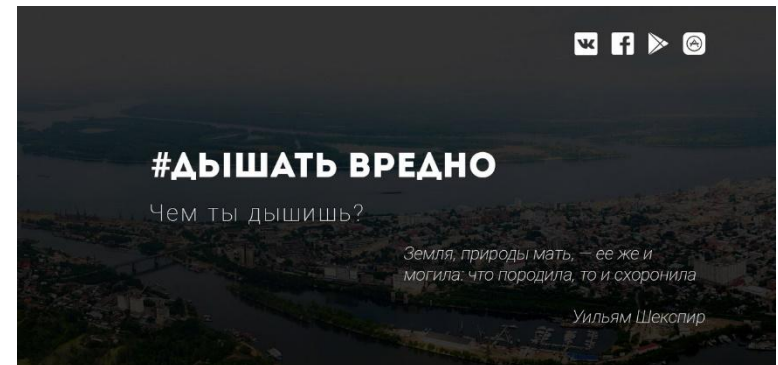 #ДЫШАТЬ ВРЕДНО
Чем ты дышишь?
Земля, природы мать, — ее же и
могила: что породила, то и схоронила
Уильям Шекспир